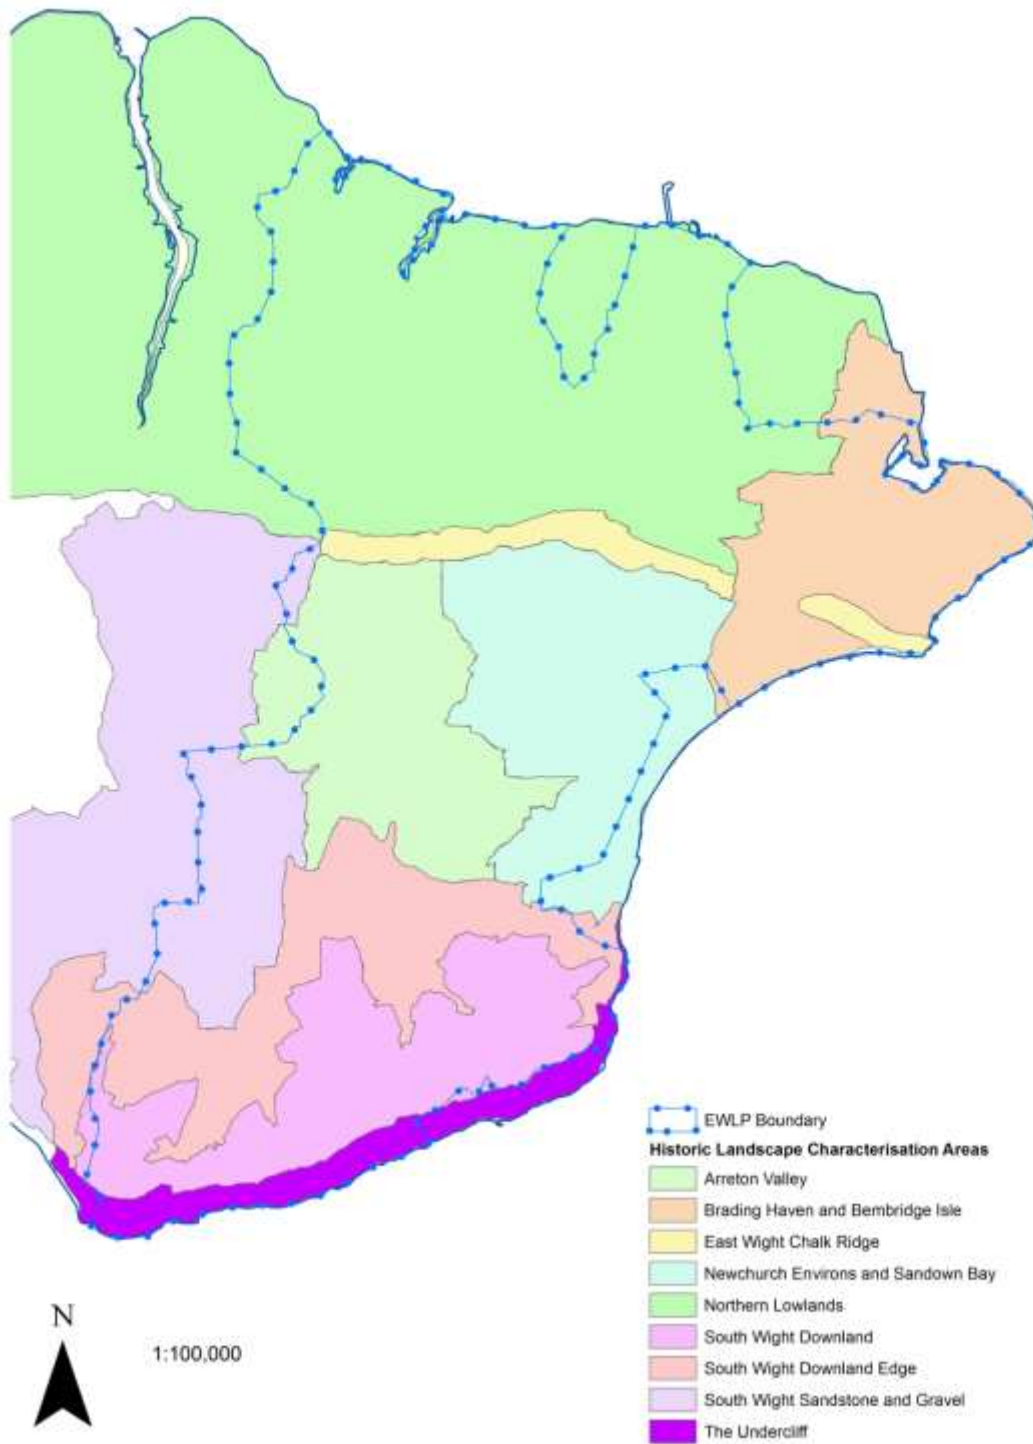 EWLP Boundary
Historic Landscape Characterisation Areas
Arreton Valley
Brading Haven and Bembridge Isle
East Wight Chalk Ridge
Newchurch Environs and Sandown Bay
Northern Lowlands
South Wight Downland
South Wight Downland Edge
South Wight Sandstone and Gravel
The Undercliff
N
1:100,000